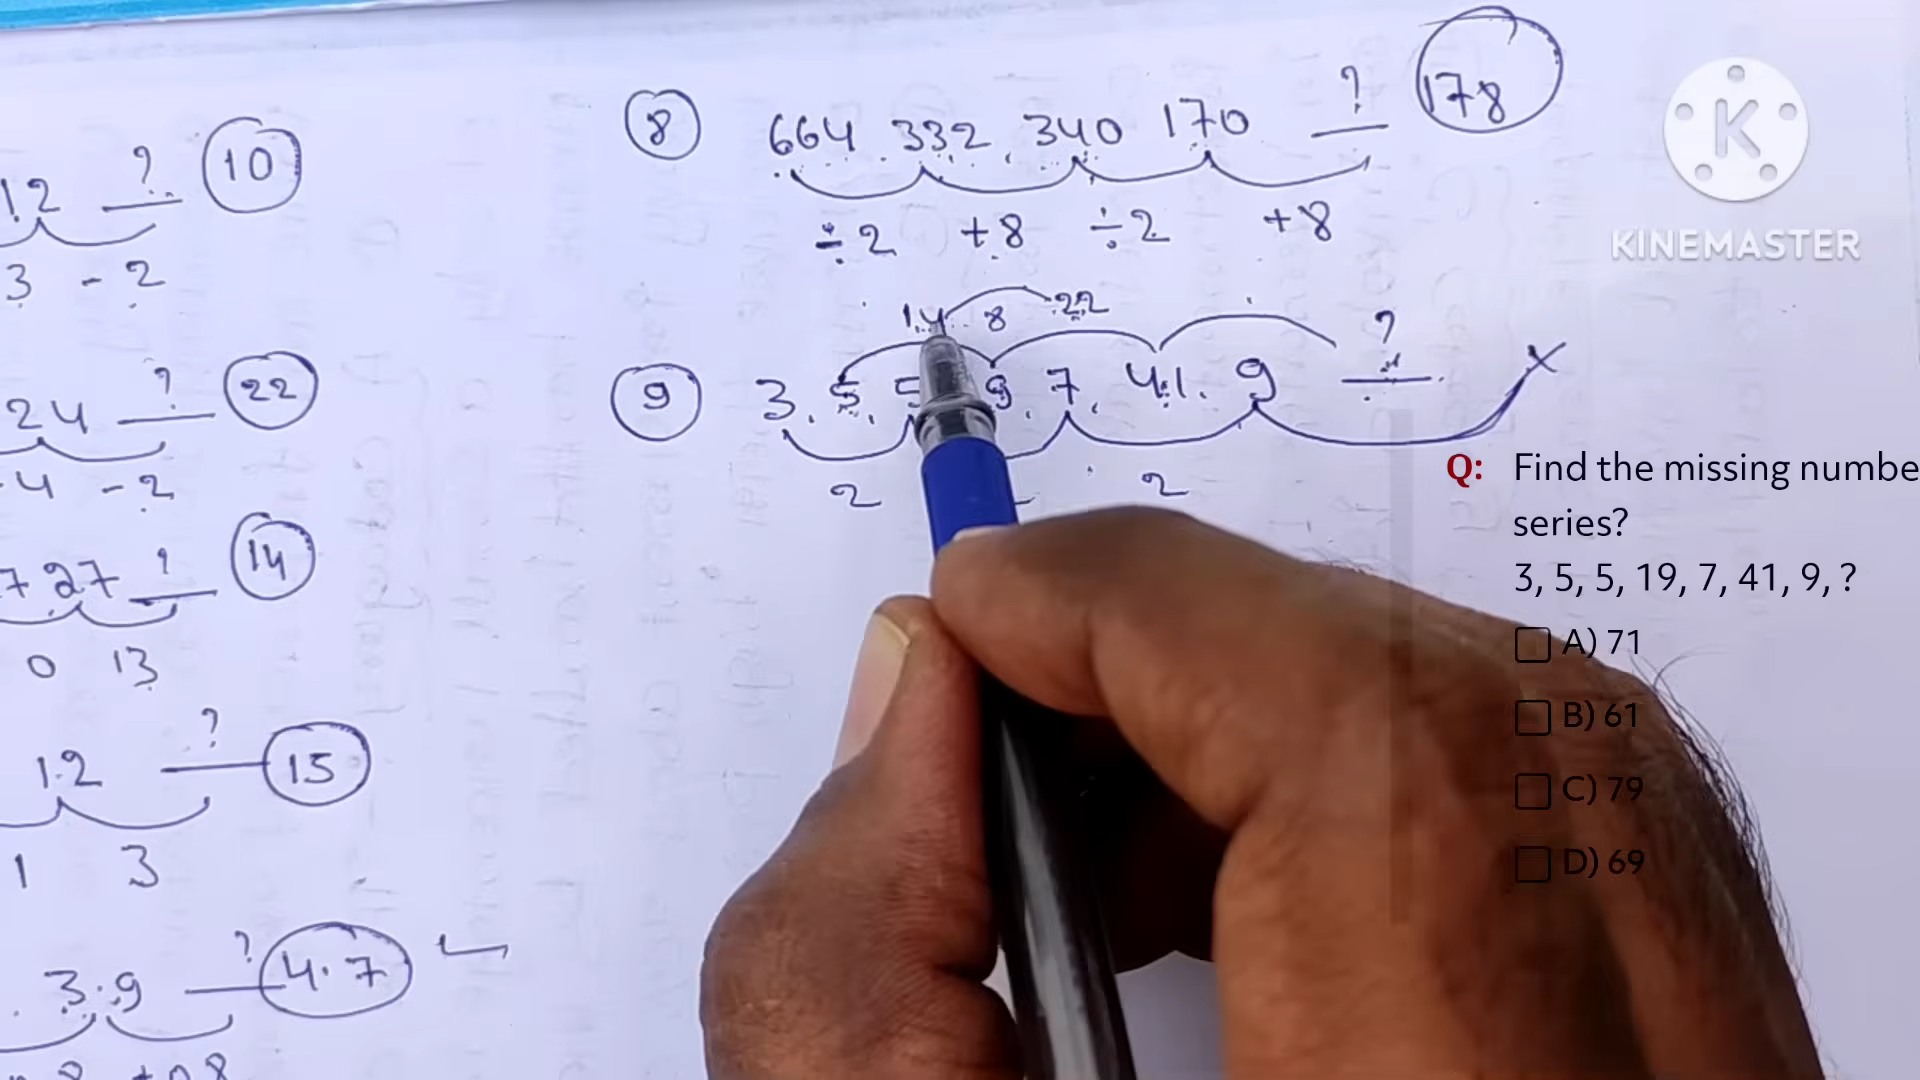 12 ? 10
3 - 2
24 ? 22
4 - 2
7 27 ? 14
0 13
12 ? 15
1 3
3.9 ? 4.7
8 664 332 340 170 ? 178
÷2 +8 ÷2 +8
14 8 22
9 3, 5, 5 9, 7, 41, 9 ?
2 2
KINEMASTER
Q: Find the missing numbe
series?
3, 5, 5, 19, 7, 41, 9, ?
A) 71
B) 61
C) 79
D) 69